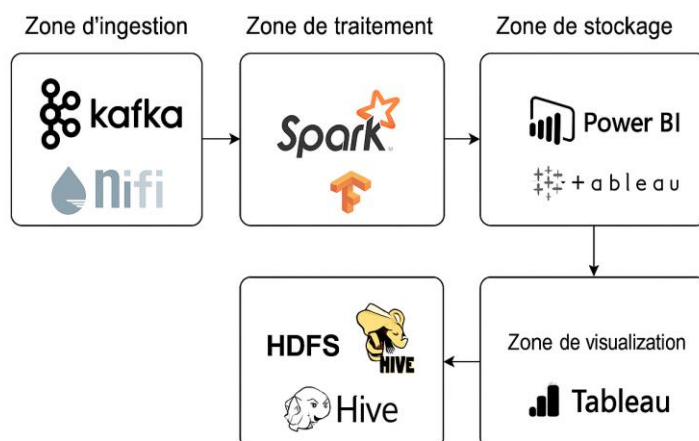 Zone d'ingestion
Zone de traitement
Zone de stockage
kafka
nifi
Spark
Power BI
+ableau
HDFS
HIVE
Hive
Zone de visualization
Tableau